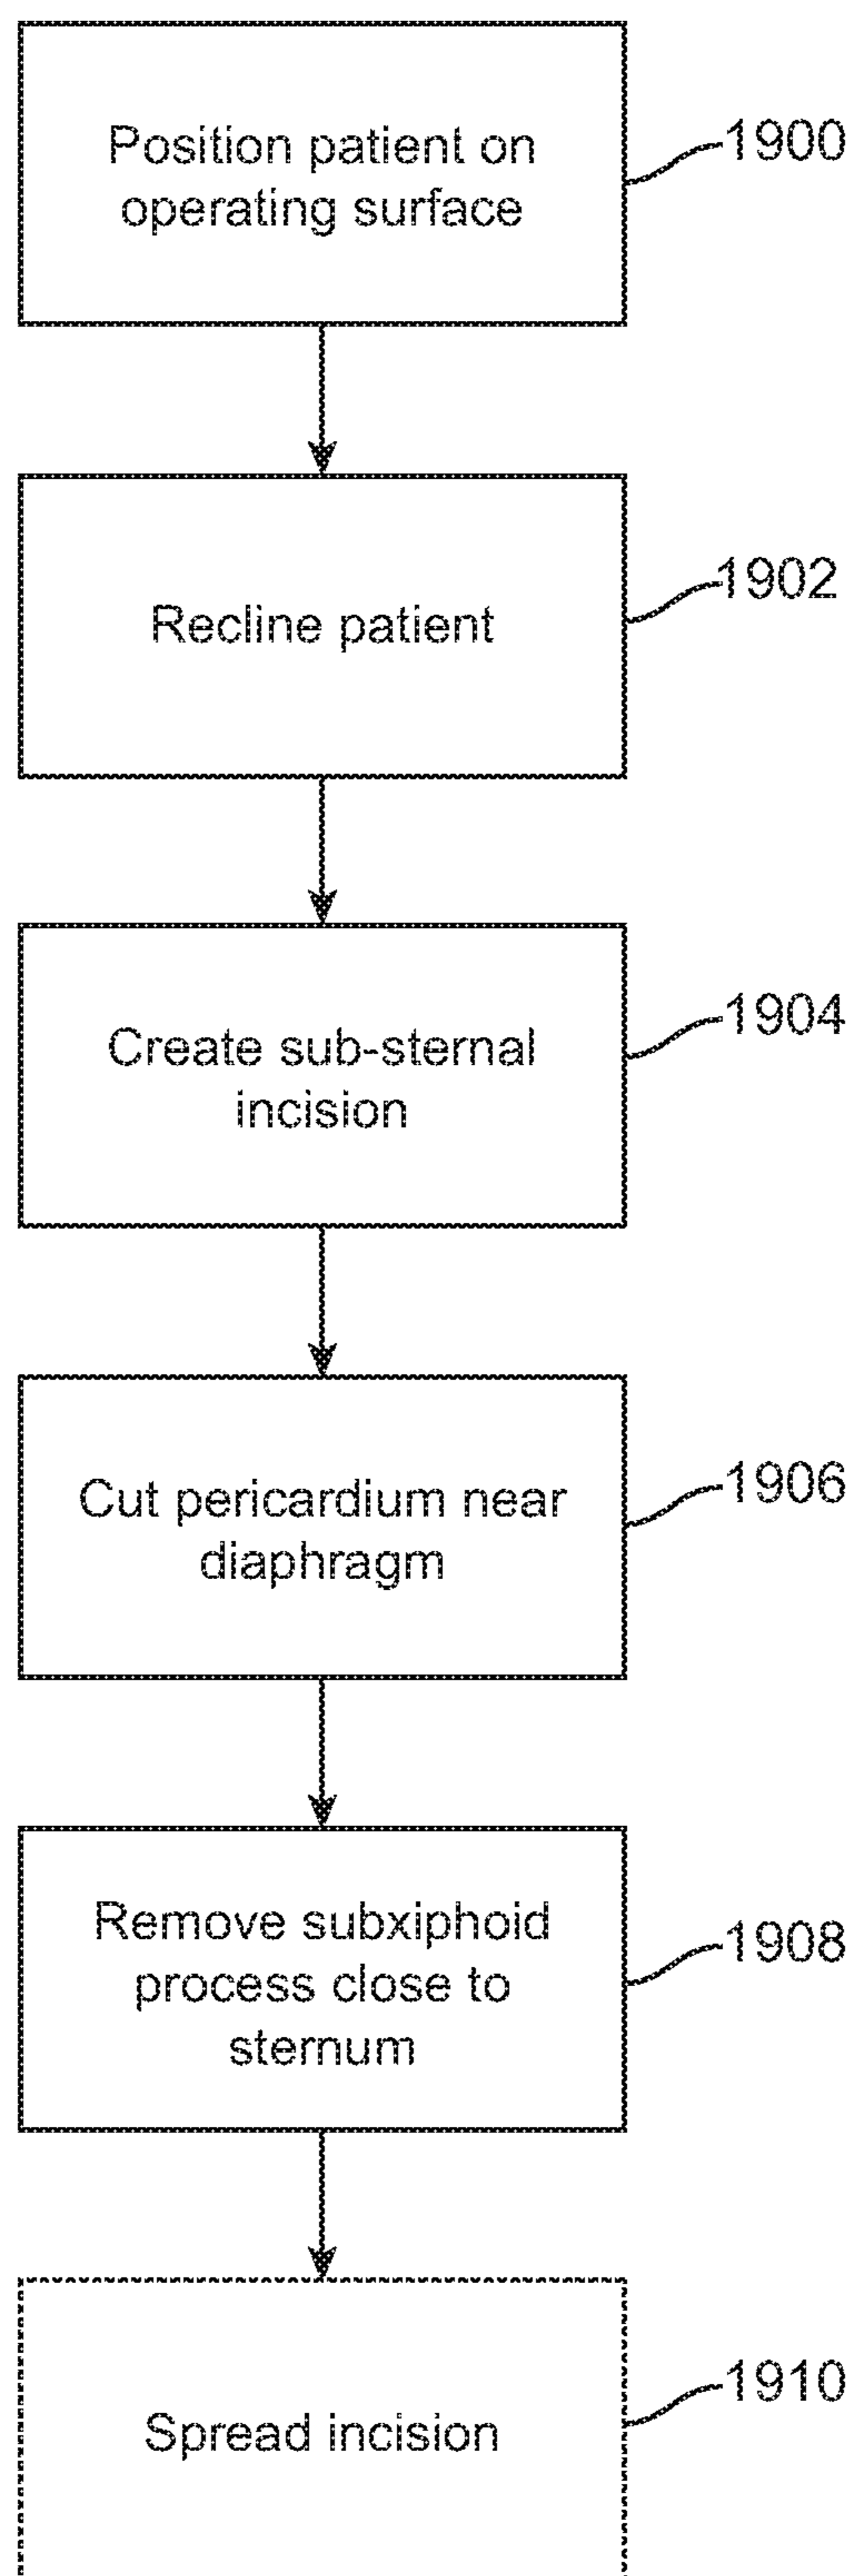 Position patient on
operating surface
1900
Recline patient
1902
Create sub-sternal
incision
1904
Cut pericardium near
diaphragm
1906
Remove subxiphoid
process close to
sternum
1908
Spread incision
1910